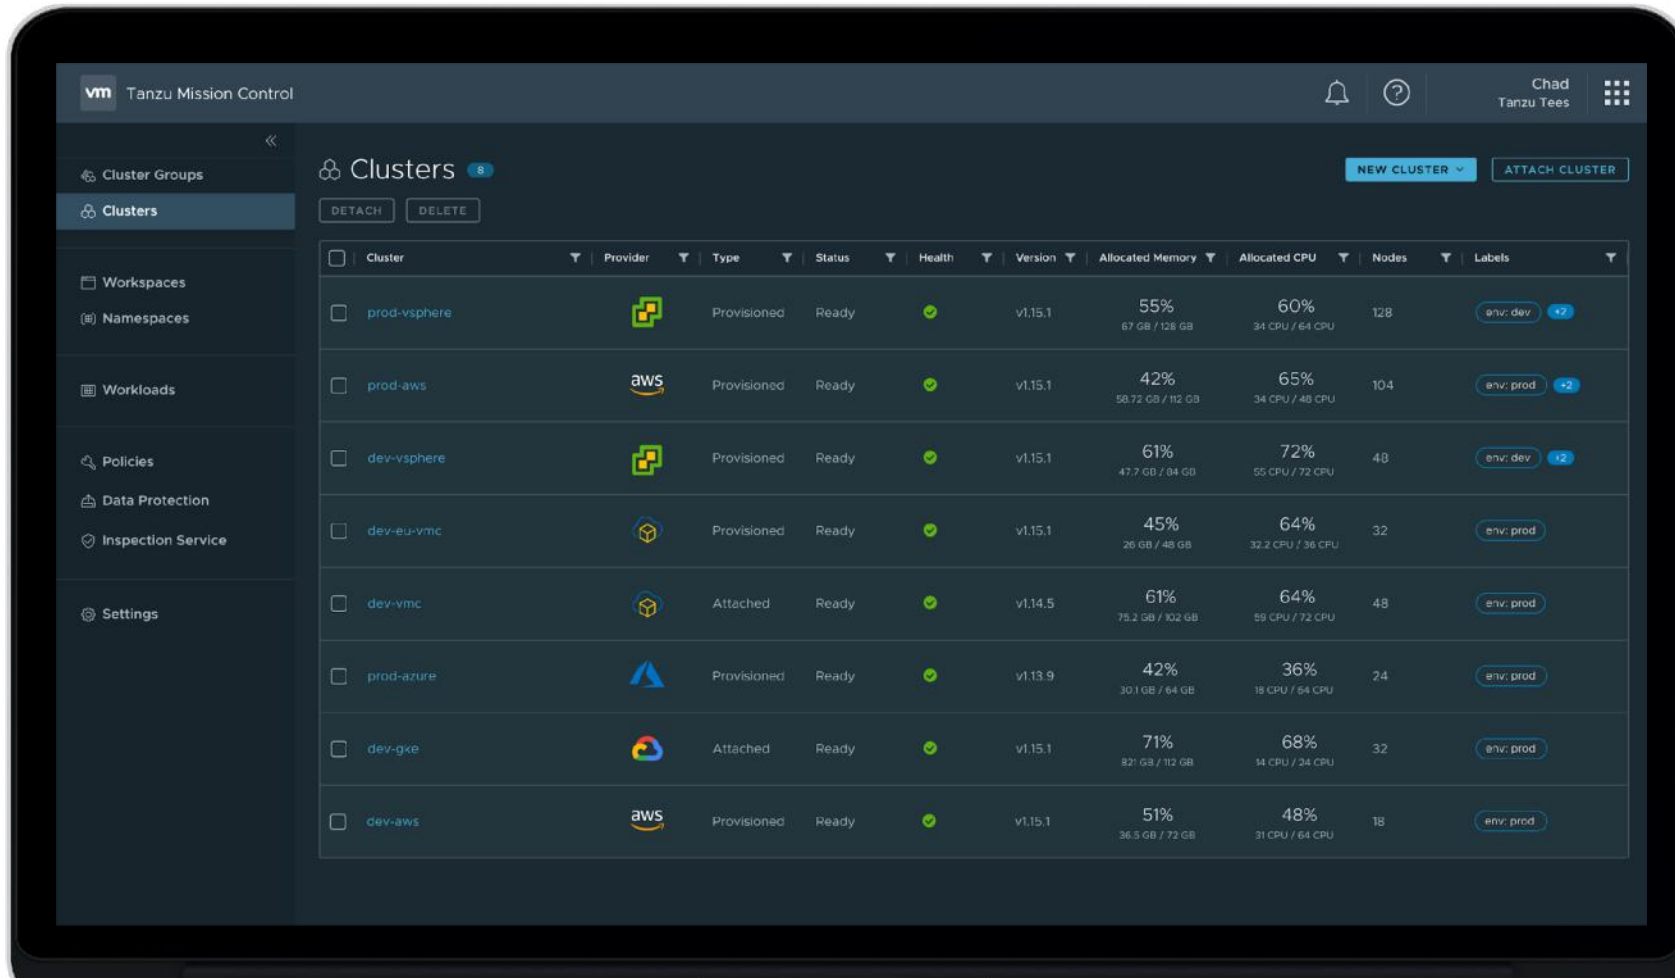 vm Tanzu Mission Control
Chad
Tanzu Tees
Cluster Groups
Clusters
Workspaces
Namespaces
Workloads
Policies
Data Protection
Inspection Service
Settings
Clusters 8
NEW CLUSTER
ATTACH CLUSTER
DETACH DELETE
Cluster Provider Type Status Health Version Allocated Memory Allocated CPU Nodes Labels
prod-vsphere Provisioned Ready v1.15.1 55% 60% 128 env: dev +2
67 GB / 128 GB 34 CPU / 64 CPU
prod-aws aws Provisioned Ready v1.15.1 42% 65% 104 env: prod +2
58.72 GB / 112 GB 34 CPU / 48 CPU
dev-vsphere Provisioned Ready v1.15.1 61% 72% 48 env: dev +2
47.7 GB / 84 GB 55 CPU / 72 CPU
dev-eu-vmc Provisioned Ready v1.15.1 45% 64% 32 env: prod
26 GB / 48 GB 32.2 CPU / 36 CPU
dev-vmc Attached Ready v1.14.5 61% 64% 48 env: prod
75.2 GB / 102 GB 59 CPU / 72 CPU
prod-azure Provisioned Ready v1.13.9 42% 36% 24 env: prod
30.1 GB / 64 GB 18 CPU / 64 CPU
dev-gke Attached Ready v1.15.1 71% 68% 32 env: prod
821 GB / 112 GB 14 CPU / 24 CPU
dev-aws aws Provisioned Ready v1.15.1 51% 48% 18 env: prod
36.5 GB / 72 GB 31 CPU / 64 CPU